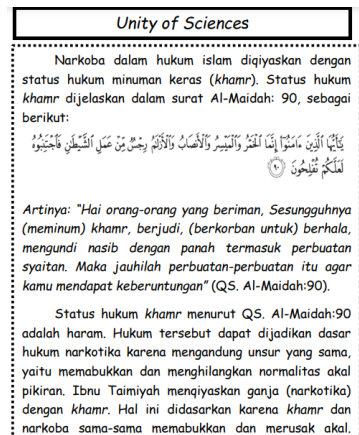 Unity of Sciences
Narkoba dalam hukum islam diqiyaskan dengan
status hukum minuman keras (khamr). Status hukum
khamr dijelaskan dalam surat Al-Maidah: 90, sebagai
berikut:
يَـٰٓأَيُّهَا ٱلَّذِينَ ءَامَنُوٓا۟ إِنَّمَا ٱلْخَمْرُ وَٱلْمَيْسِرُ وَٱلْأَنصَابُ وَٱلْأَزْلَـٰمُ رِجْسٌ مِّنْ عَمَلِ ٱلشَّيْطَـٰنِ فَٱجْتَنِبُوهُ
لَعَلَّكُمْ تُفْلِحُونَ ٩٠
Artinya: “Hai orang-orang yang beriman, Sesungguhnya
(meminum) khamr, berjudi, (berkorban untuk) berhala,
mengundi nasib dengan panah termasuk perbuatan
syaitan. Maka jauhilah perbuatan-perbuatan itu agar
kamu mendapat keberuntungan” (QS. Al-Maidah:90).
Status hukum khamr menurut QS. Al-Maidah:90
adalah haram. Hukum tersebut dapat dijadikan dasar
hukum narkotika karena mengandung unsur yang sama,
yaitu memabukkan dan menghilangkan normalitas akal
pikiran. Ibnu Taimiyah mengiyaskan ganja (narkotika)
dengan khamr. Hal ini didasarkan karena khamr dan
narkoba sama-sama memabukkan dan merusak akal.